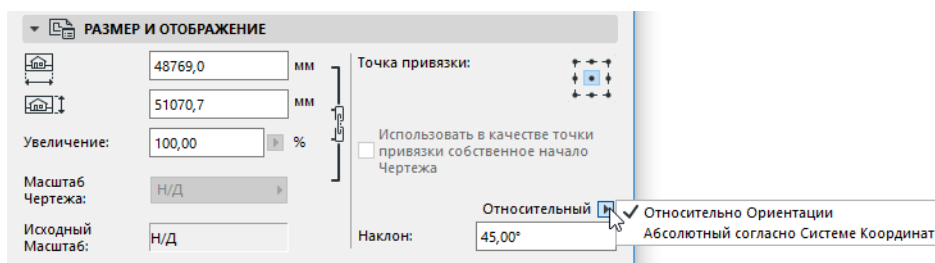 РАЗМЕР И ОТОБРАЖЕНИЕ
48769,0 мм
51070,7 мм
Увеличение: 100,00 %
Масштаб
Чертежа: Н/Д
Исходный
Масштаб: Н/Д
Точка привязки:
Использовать в качестве точки
привязки собственное начало
Чертежа
Относительный
Наклон: 45,00°
Относительно Ориентации
Абсолютный согласно Системе Координат